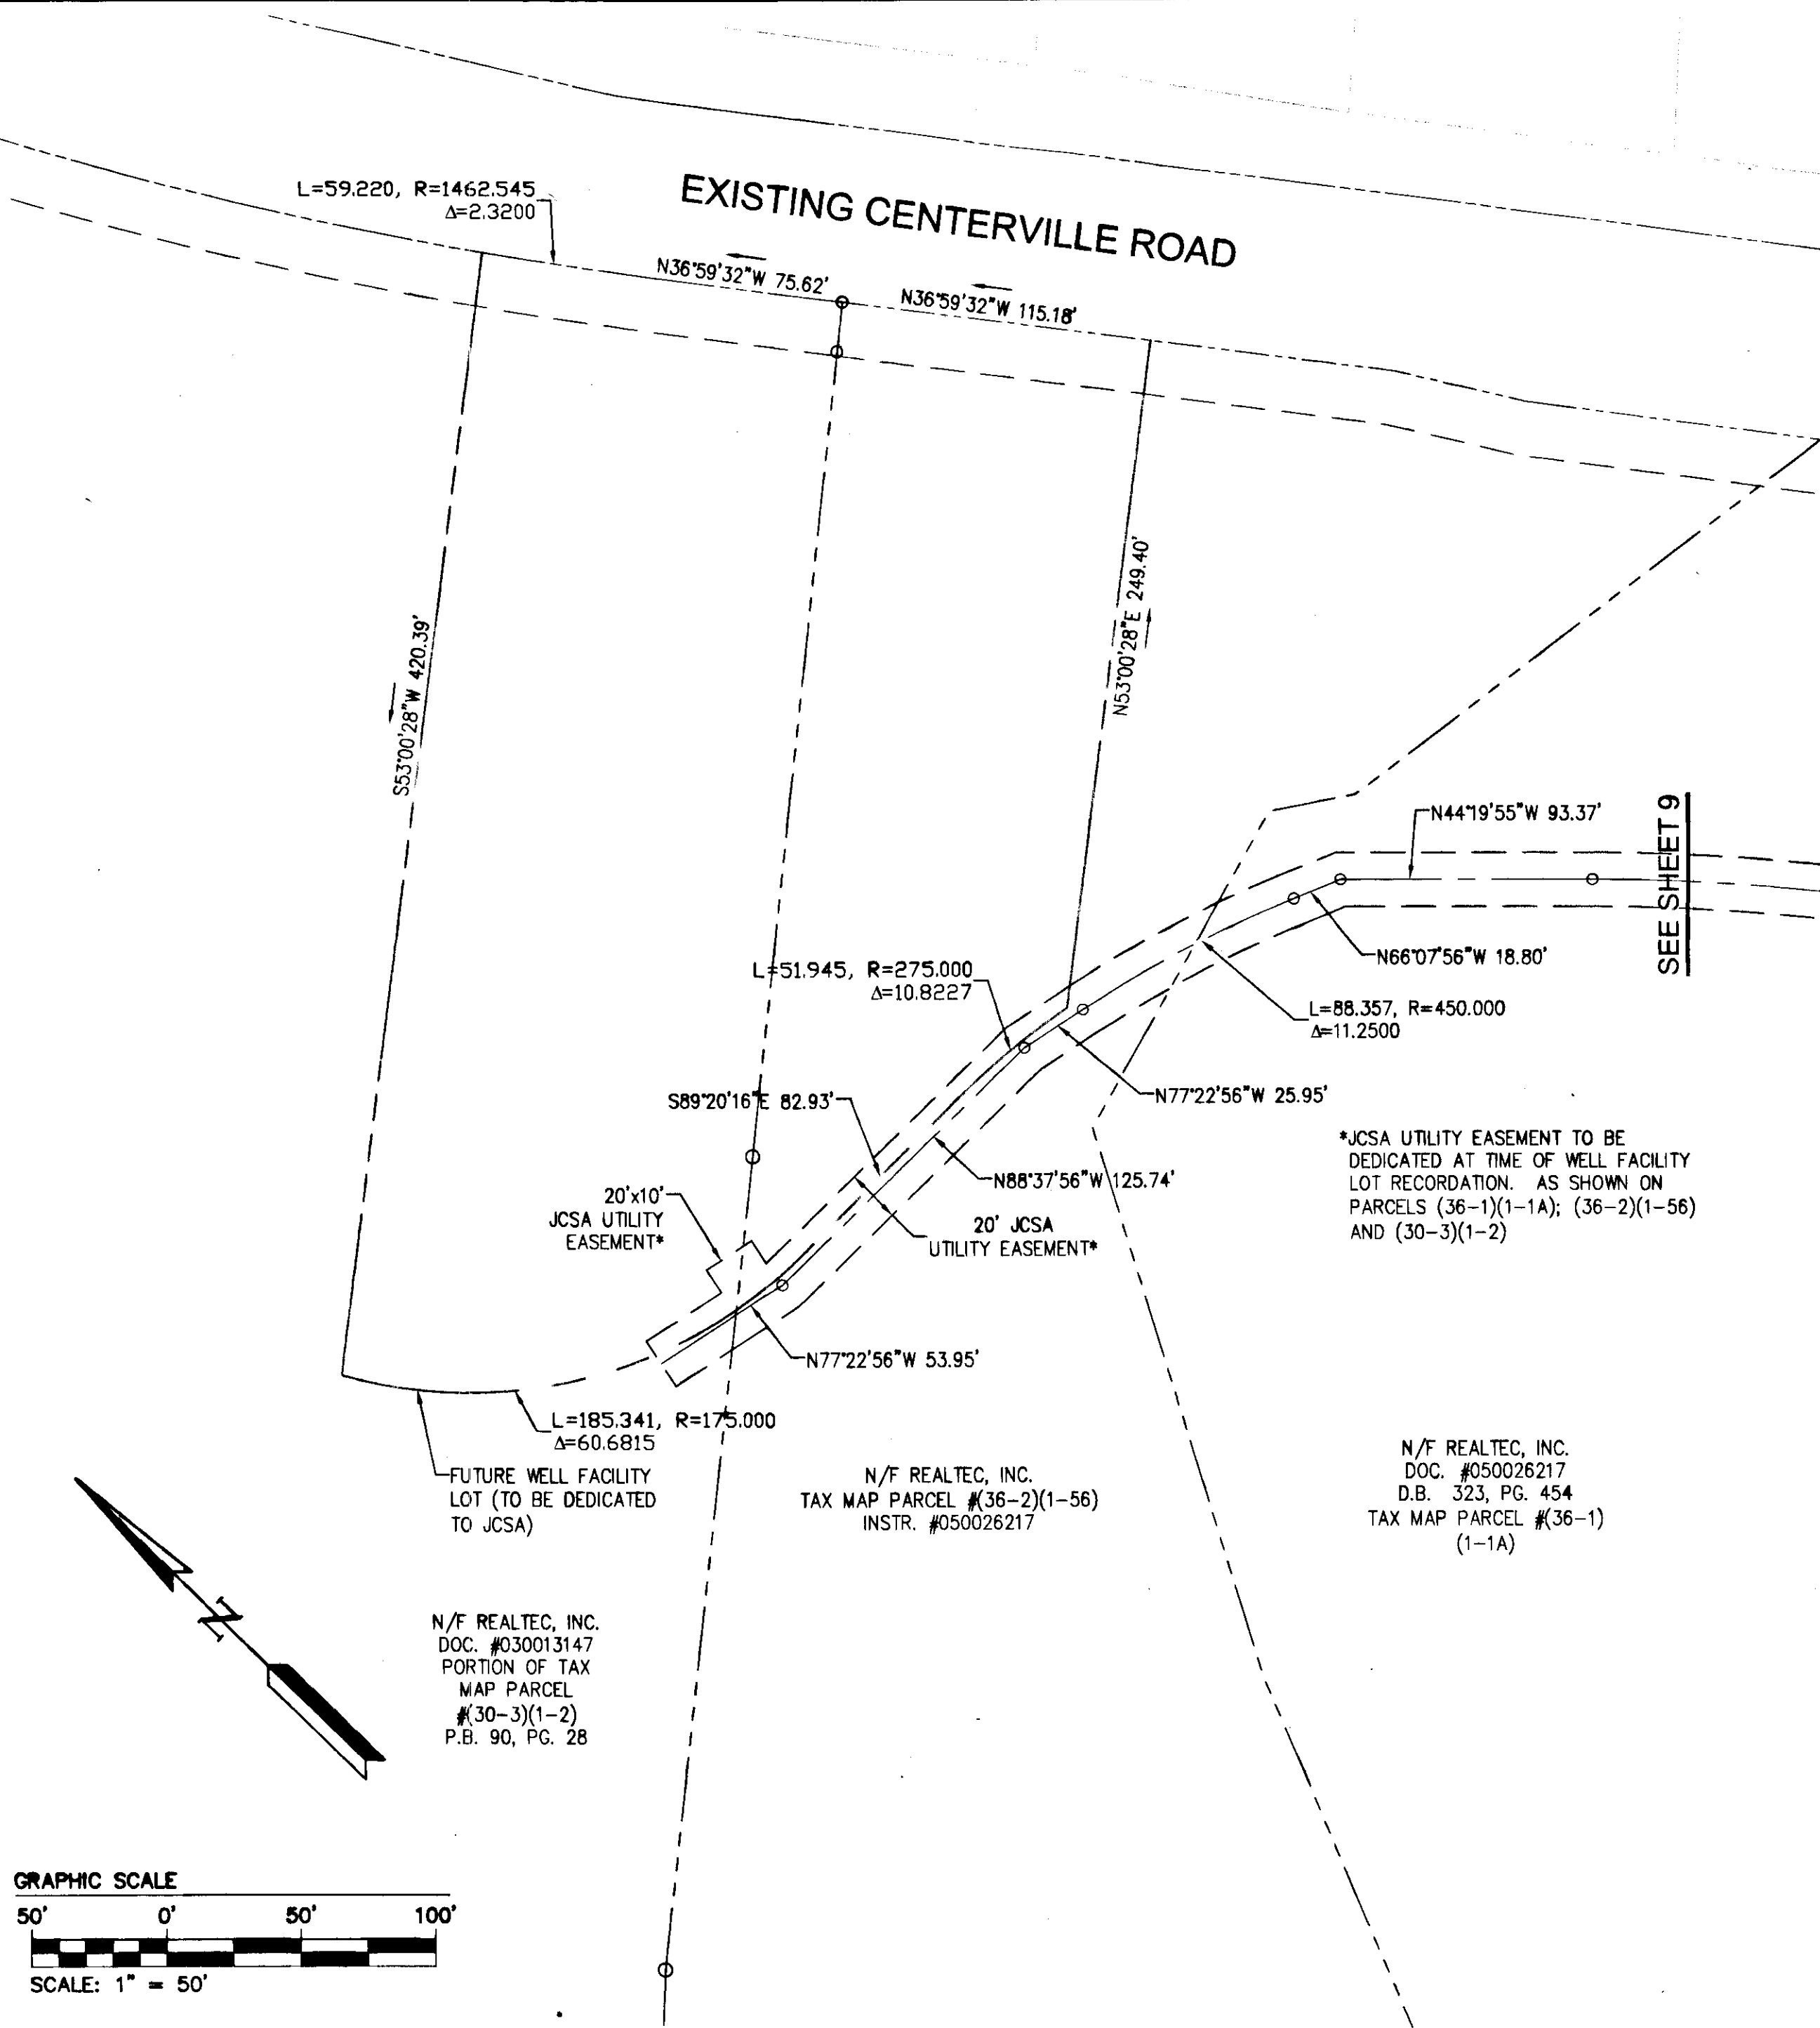 L=59.220, R=1462.545
Δ=2.3200
EXISTING CENTERVILLE ROAD
N36°59'32"W 75.62'
N36°59'32"W 115.18'
S53°00'28"W 420.39'
N53°00'28"E 249.40'
N44°19'55"W 93.37'
SEE SHEET 9
N66°07'56"W 18.80'
L=51.945, R=275.000
Δ=10.8227
L=88.357, R=450.000
Δ=11.2500
N77°22'56"W 25.95'
S89°20'16"E 82.93'
N88°37'56"W 125.74'
*JCSA UTILITY EASEMENT TO BE
DEDICATED AT TIME OF WELL FACILITY
LOT RECORDATION. AS SHOWN ON
PARCELS (36-1)(1-1A); (36-2)(1-56)
AND (30-3)(1-2)
20'x10'
JCSA UTILITY
EASEMENT*
20' JCSA
UTILITY EASEMENT*
N77°22'56"W 53.95'
L=185.341, R=175.000
Δ=60.6815
FUTURE WELL FACILITY
LOT (TO BE DEDICATED
TO JCSA)
N/F REALTEC, INC.
TAX MAP PARCEL #(36-2)(1-56)
INSTR. #050026217
N/F REALTEC, INC.
DOC. #050026217
D.B. 323, PG. 454
TAX MAP PARCEL #(36-1)
(1-1A)
N
N/F REALTEC, INC.
DOC. #030013147
PORTION OF TAX
MAP PARCEL
#(30-3)(1-2)
P.B. 90, PG. 28
GRAPHIC SCALE
50' 0' 50' 100'
SCALE: 1" = 50'